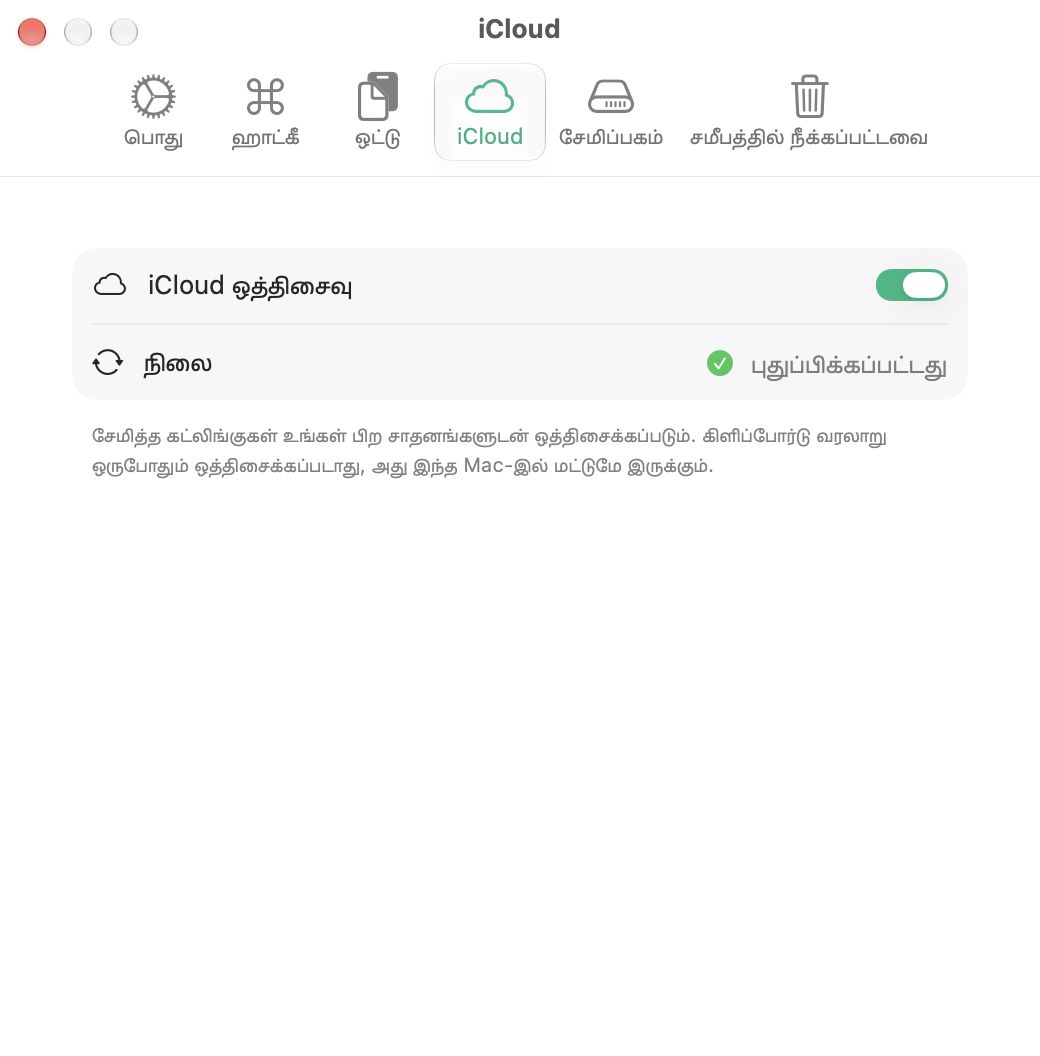 iCloud
பொது
ஹாட்கீ
ஒட்டு
iCloud
சேமிப்பகம்
சமீபத்தில் நீக்கப்பட்டவை
iCloud ஒத்திசைவு
நிலை
புதுப்பிக்கப்பட்டது
சேமித்த கட்லிங்குகள் உங்கள் பிற சாதனங்களுடன் ஒத்திசைக்கப்படும். கிளிப்போர்டு வரலாறு
ஒருபோதும் ஒத்திசைக்கப்படாது, அது இந்த Mac-இல் மட்டுமே இருக்கும்.